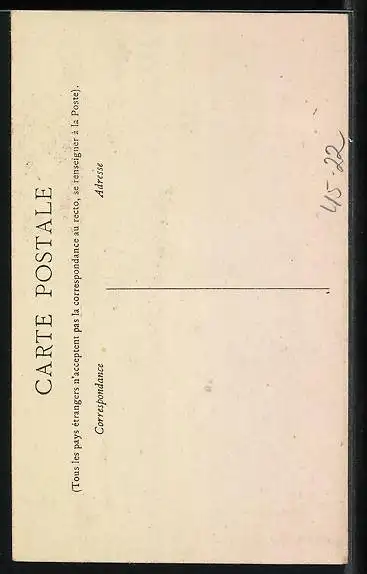 CARTE POSTALE
(Tous les pays étrangers n'acceptent pas la correspondance au recto, se renseigner à la Poste).
Correspondance
Adresse
45-22